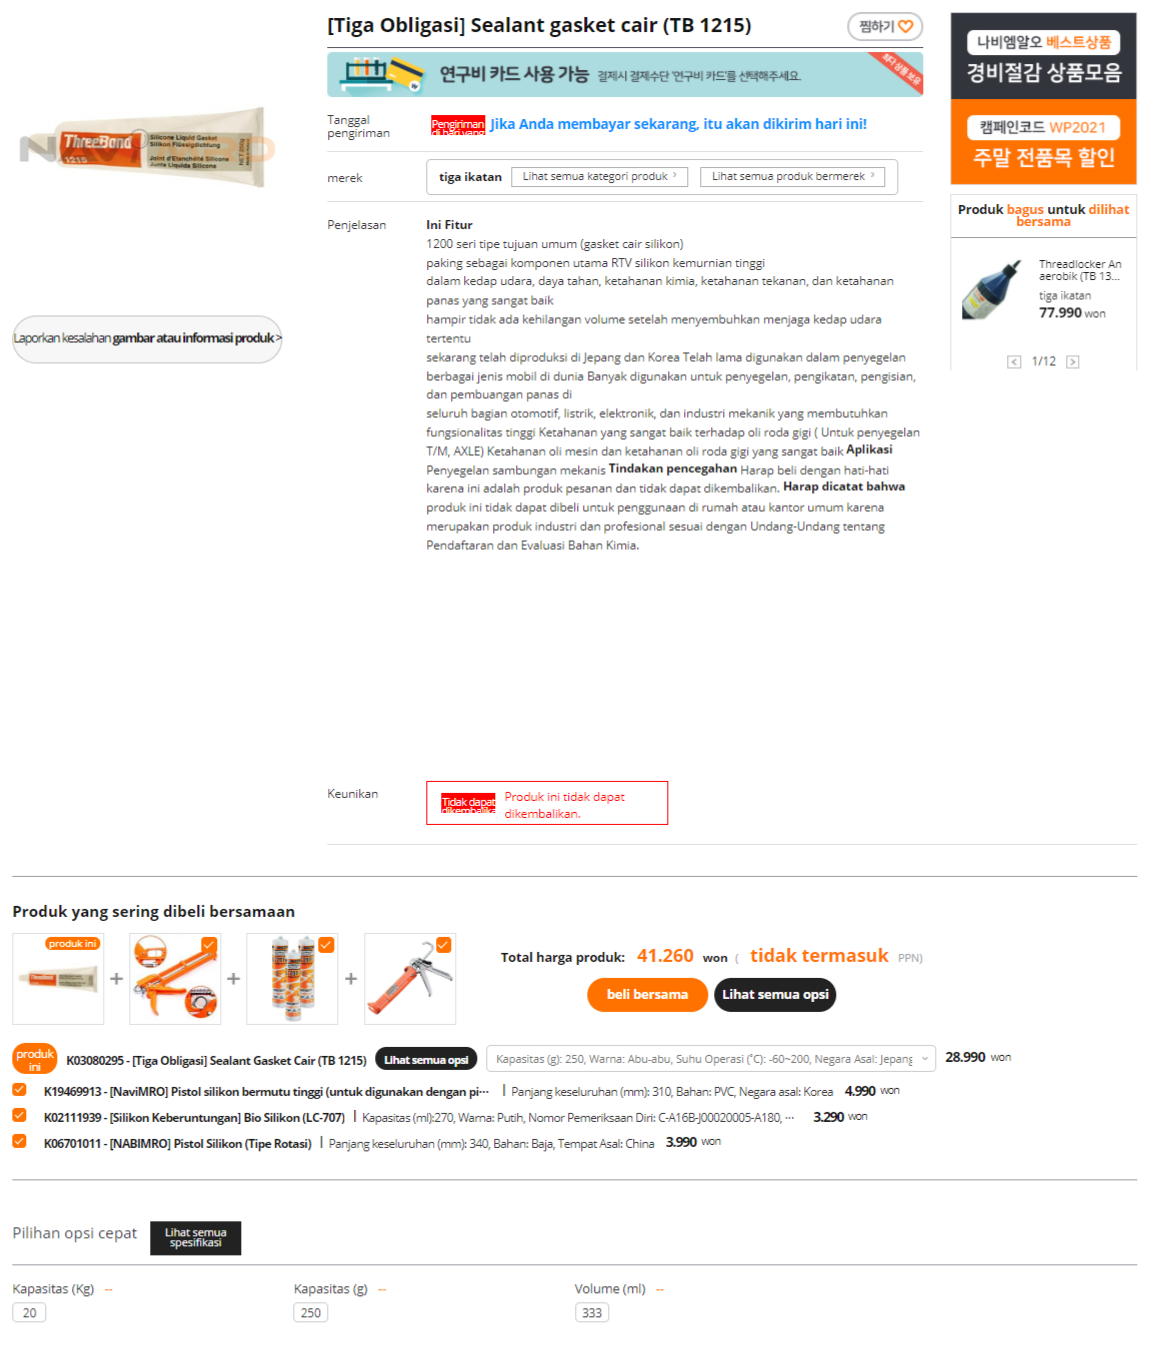 [Tiga Obligasi] Sealant gasket cair (TB 1215)
찜하기
연구비 카드 사용 가능 결제시 결제수단 '연구비 카드'를 선택해주세요.
최다 상품 보유
Tanggal
pengiriman
Pengiriman
di hari yang
Jika Anda membayar sekarang, itu akan dikirim hari ini!
merek
tiga ikatan
Lihat semua kategori produk >
Lihat semua produk bermerek >
Penjelasan
Ini Fitur
1200 seri tipe tujuan umum (gasket cair silikon)
paking sebagai komponen utama RTV silikon kemurnian tinggi
dalam kedap udara, daya tahan, ketahanan kimia, ketahanan tekanan, dan ketahanan
panas yang sangat baik
hampir tidak ada kehilangan volume setelah menyembuhkan menjaga kedap udara
tertentu
sekarang telah diproduksi di Jepang dan Korea Telah lama digunakan dalam penyegelan
berbagai jenis mobil di dunia Banyak digunakan untuk penyegelan, pengikatan, pengisian,
dan pembuangan panas di
seluruh bagian otomotif, listrik, elektronik, dan industri mekanik yang membutuhkan
fungsionalitas tinggi Ketahanan yang sangat baik terhadap oli roda gigi ( Untuk penyegelan
T/M, AXLE) Ketahanan oli mesin dan ketahanan oli roda gigi yang sangat baik Aplikasi
Penyegelan sambungan mekanis Tindakan pencegahan Harap beli dengan hati-hati
karena ini adalah produk pesanan dan tidak dapat dikembalikan. Harap dicatat bahwa
produk ini tidak dapat dibeli untuk penggunaan di rumah atau kantor umum karena
merupakan produk industri dan profesional sesuai dengan Undang-Undang tentang
Pendaftaran dan Evaluasi Bahan Kimia.
ThreeBond
1215
Silicone Liquid Gasket
Silikon Flüssigdichtung
Joint d'Etanchéité Silicone
Junta Liquida Silicona
Laporkan kesalahan gambar atau informasi produk >
나비엠알오 베스트상품
경비절감 상품모음
캠페인코드 WP2021
주말 전품목 할인
Produk bagus untuk dilihat
bersama
Threadlocker An
aerobik (TB 13...
tiga ikatan
77.990 won
< 1/12 >
Keunikan
Tidak dapat
dikembalika
Produk ini tidak dapat
dikembalikan.
Produk yang sering dibeli bersamaan
produk ini
+ + +
Total harga produk: 41.260 won ( tidak termasuk PPN)
beli bersama
Lihat semua opsi
produk
ini
K03080295 - [Tiga Obligasi] Sealant Gasket Cair (TB 1215) Lihat semua opsi Kapasitas (g): 250, Warna: Abu-abu, Suhu Operasi (℃): -60~200, Negara Asal: Jepang 28.990 won
K19469913 - [NaviMRO] Pistol silikon bermutu tinggi (untuk digunakan dengan pi··· | Panjang keseluruhan (mm): 310, Bahan: PVC, Negara asal: Korea 4.990 won
K02111939 - [Silikon Keberuntungan] Bio Silikon (LC-707) | Kapasitas (ml):270, Warna: Putih, Nomor Pemeriksaan Diri: C-A16B-J00020005-A180, ··· 3.290 won
K06701011 - [NABIMRO] Pistol Silikon (Tipe Rotasi) | Panjang keseluruhan (mm): 340, Bahan: Baja, Tempat Asal: China 3.990 won
Pilihan opsi cepat
Lihat semua
spesifikasi
Kapasitas (Kg) --
20
Kapasitas (g) --
250
Volume (ml) --
333